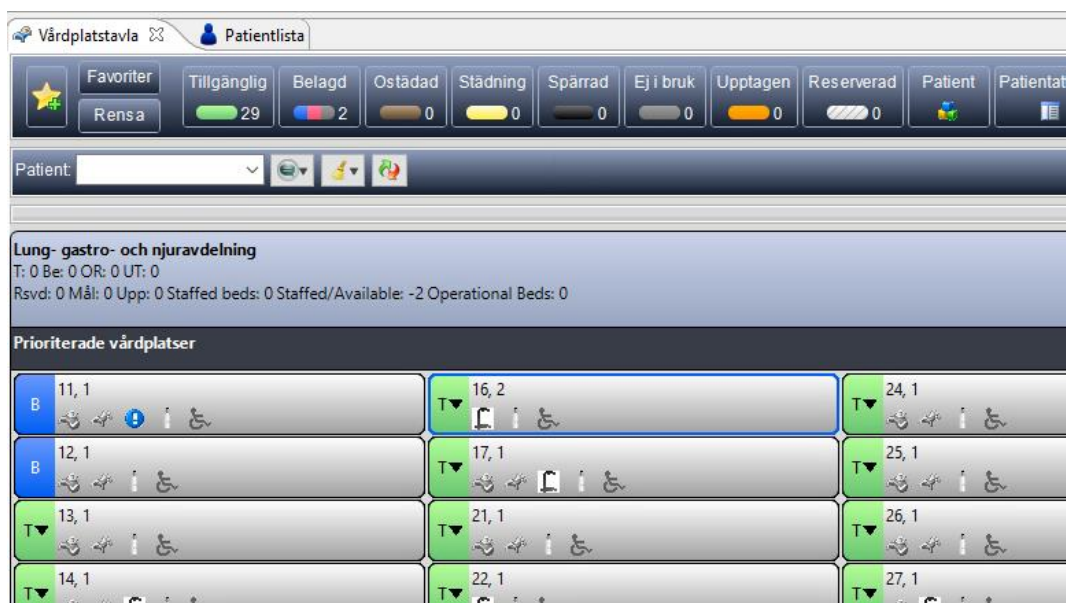 Vårdplatstavla Patientlista
Favoriter Tillgänglig Belagd Ostädad Städning Spärrad Ej i bruk Upptagen Reserverad Patient Patientat
Rensa 29 2 0 0 0 0 0 0
Patient:
Lung- gastro- och njuravdelning
T: 0 Be: 0 OR: 0 UT: 0
Rsvd: 0 Mål: 0 Upp: 0 Staffed beds: 0 Staffed/Available: -2 Operational Beds: 0
Prioriterade vårdplatser
B 11, 1 T 16, 2 T 24, 1
B 12, 1 T 17, 1 T 25, 1
T 13, 1 T 21, 1 T 26, 1
T 14, 1 T 22, 1 T 27, 1